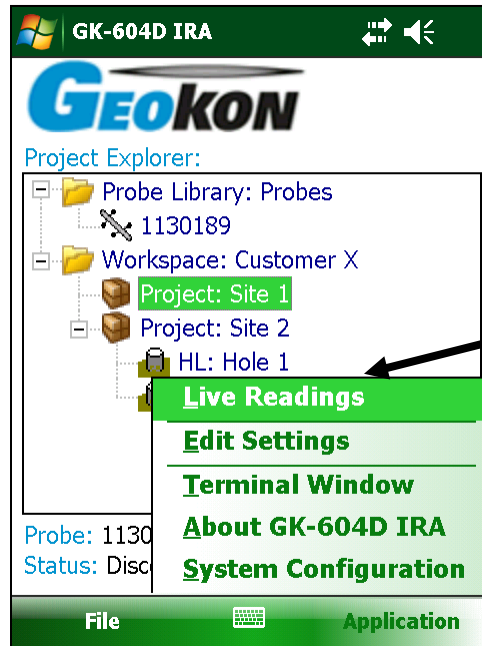 GK-604D IRA
GEOKON
Project Explorer:
Probe Library: Probes
1130189
Workspace: Customer X
Project: Site 1
Project: Site 2
HL: Hole 1
Live Readings
Edit Settings
Terminal Window
About GK-604D IRA
System Configuration
Probe: 1130
Status: Disc
File
Application